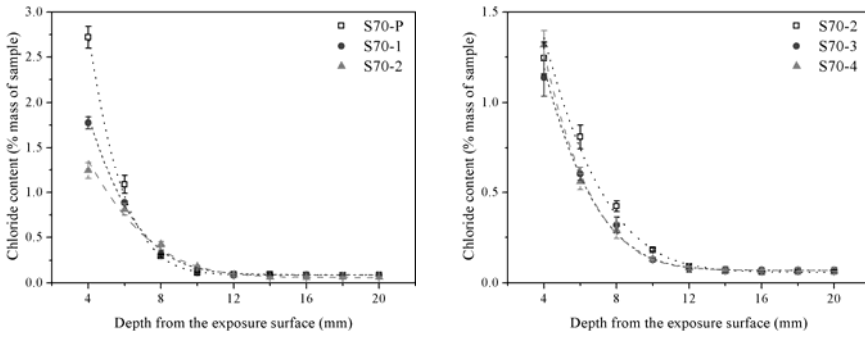 3.0
2.5
2.0
1.5
1.0
0.5
0.0
Chloride content (% mass of sample)
S70-P
S70-1
S70-2
4 8 12 16 20
Depth from the exposure surface (mm)
1.5
1.0
0.5
0.0
Chloride content (% mass of sample)
S70-2
S70-3
S70-4
4 8 12 16 20
Depth from the exposure surface (mm)